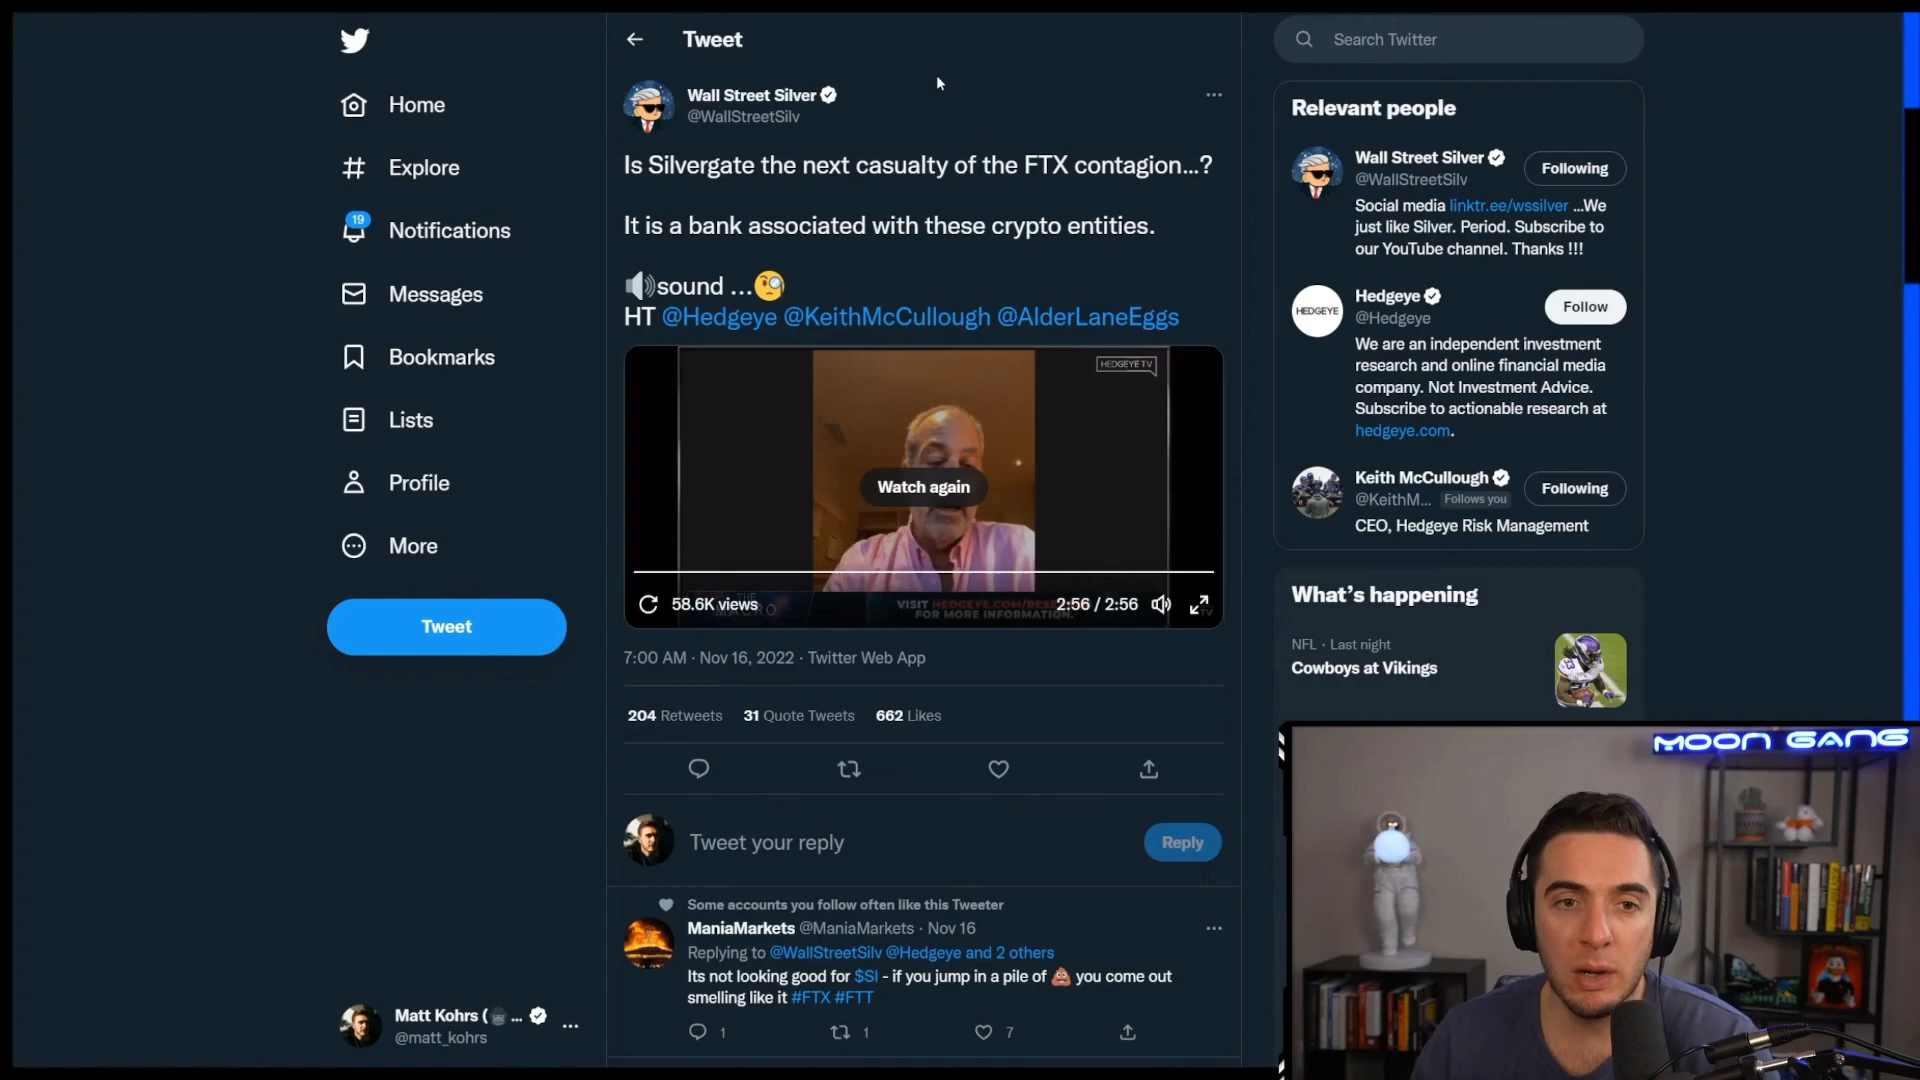 Home
Explore
19
Notifications
Messages
Bookmarks
Lists
Profile
More
Tweet
Matt Kohrs ( ...
@matt_kohrs
Tweet
Wall Street Silver
@WallStreetSilv
Is Silvergate the next casualty of the FTX contagion...?
It is a bank associated with these crypto entities.
🔊sound ...🧐
HT @Hedgeye @KeithMcCullough @AlderLaneEggs
HEDGEYE TV
Watch again
58.6K views
THE
MACRO
2:56 / 2:56
VISIT HEDGEYE.COM/RESE
FOR MORE INFORMATION.
7:00 AM · Nov 16, 2022 · Twitter Web App
204 Retweets 31 Quote Tweets 662 Likes
Tweet your reply
Reply
Some accounts you follow often like this Tweeter
ManiaMarkets @ManiaMarkets · Nov 16
Replying to @WallStreetSilv @Hedgeye and 2 others
Its not looking good for $SI - if you jump in a pile of 💩 you come out
smelling like it #FTX #FTT
1 1 7
Search Twitter
Relevant people
Wall Street Silver
@WallStreetSilv
Following
Social media linktr.ee/wssilver ...We
just like Silver. Period. Subscribe to
our YouTube channel. Thanks !!!
HEDGEYE
Hedgeye
@Hedgeye
Follow
We are an independent investment
research and online financial media
company. Not Investment Advice.
Subscribe to actionable research at
hedgeye.com.
Keith McCullough
@KeithM... Follows you
Following
CEO, Hedgeye Risk Management
What's happening
NFL · Last night
Cowboys at Vikings
MOON GANG